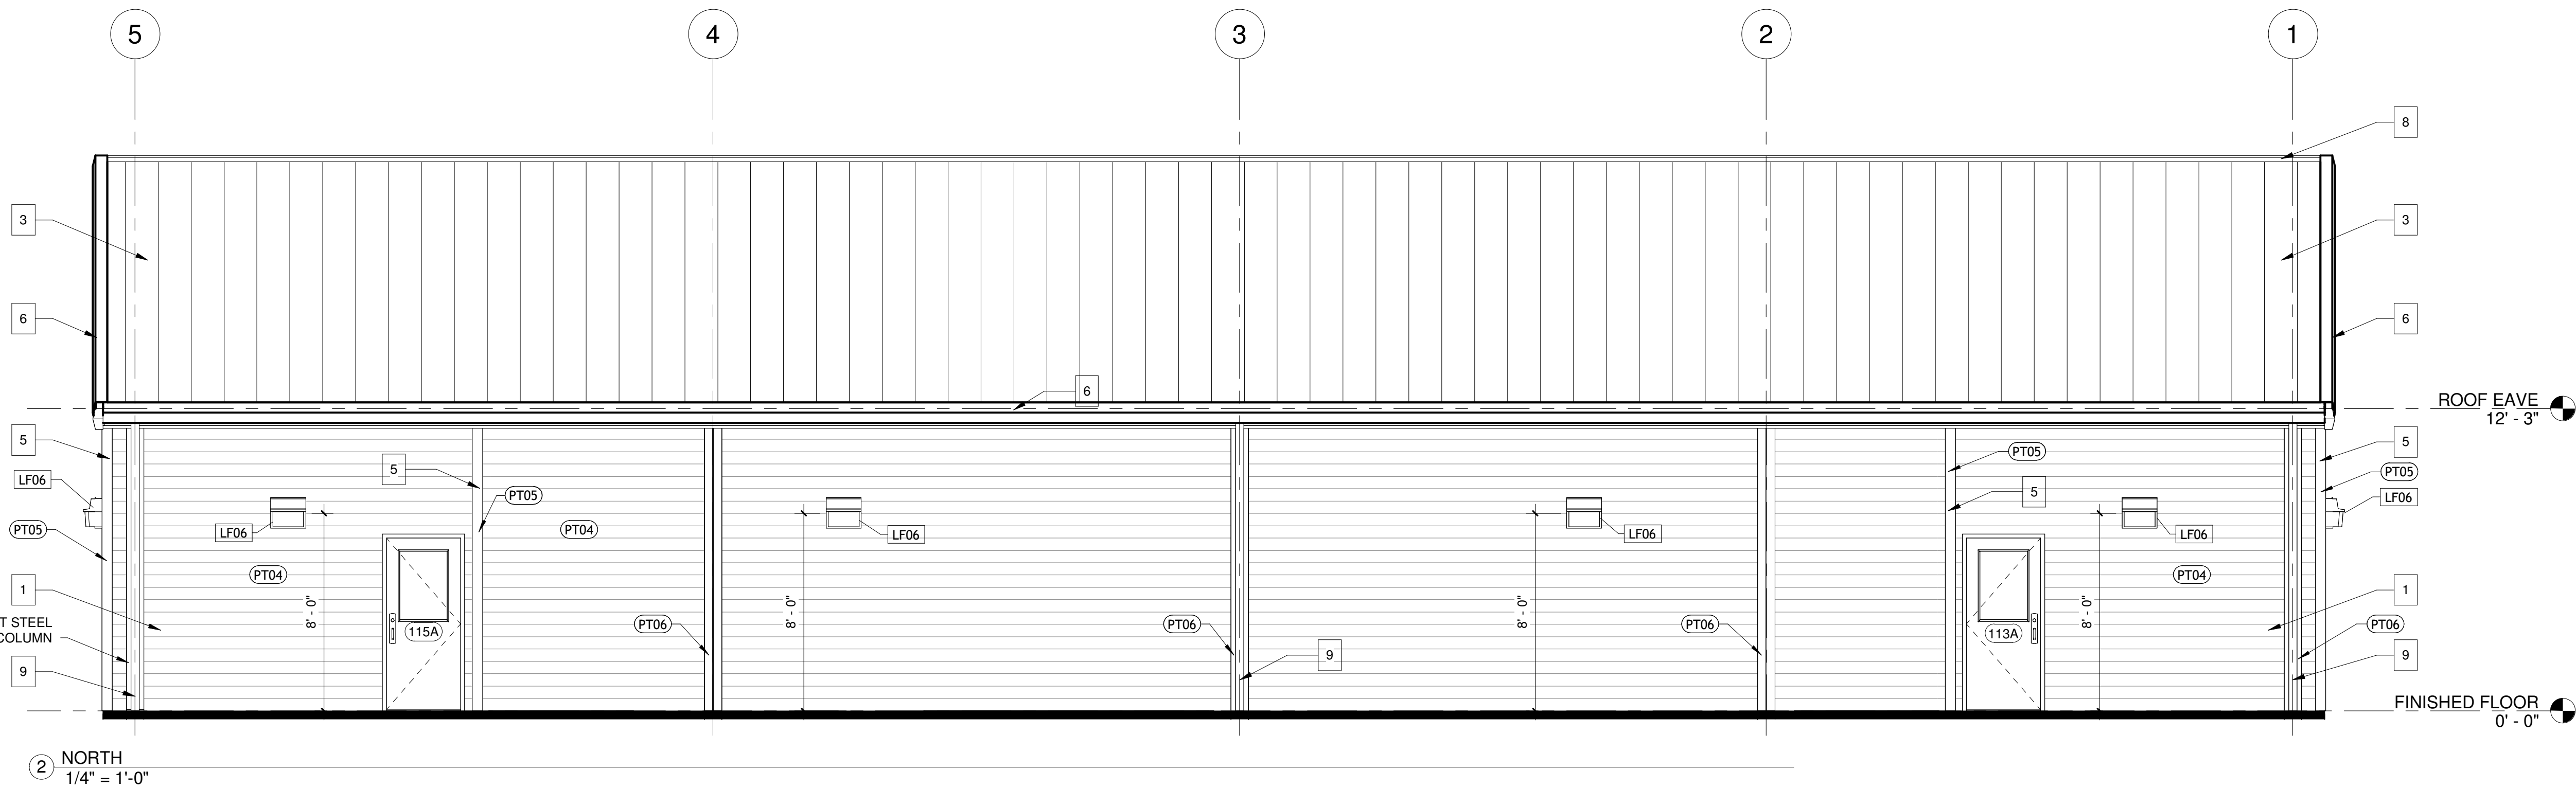 5
4
3
2
1
8
3
3
6
6
6
ROOF EAVE
12' - 3"
5
5
5
PT05
PT05
LF06
PT05
5
LF06
PT04
LF06
LF06
LF06
LF06
PT05
PT04
PT04
1
8' - 0"
8' - 0"
8' - 0"
8' - 0"
1
T STEEL
COLUMN
115A
PT06
PT06
PT06
113A
PT06
9
9
9
FINISHED FLOOR
0' - 0"
2
NORTH
1/4" = 1'-0"